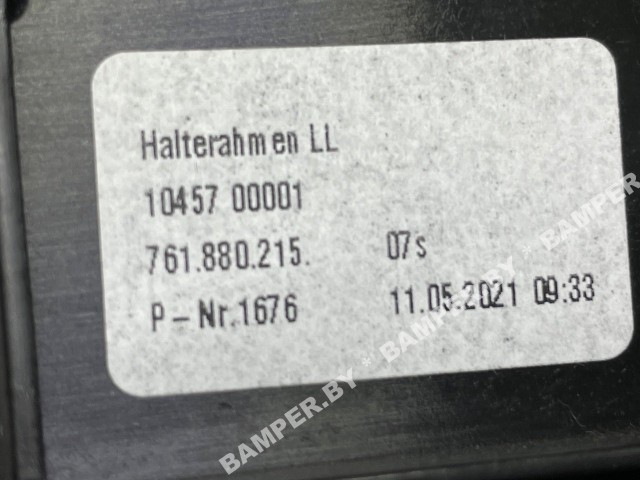 Halterahmen LL
10457 00001
761.880.215. 07s
P-Nr.1676 11.05.2021 09:33
BAMPER.BY * BAMPER.BY * BAMPER.BY